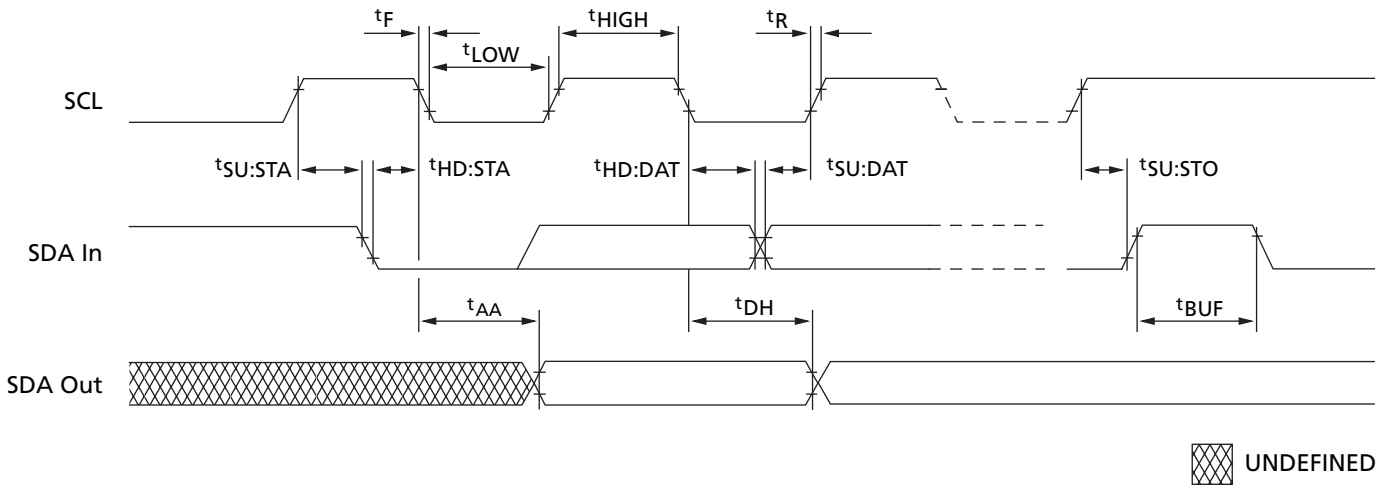 tF
tHIGH
tR
tLOW
SCL
tSU:STA
tHD:STA
tHD:DAT
tSU:DAT
tSU:STO
SDA In
tAA
tDH
tBUF
SDA Out
UNDEFINED